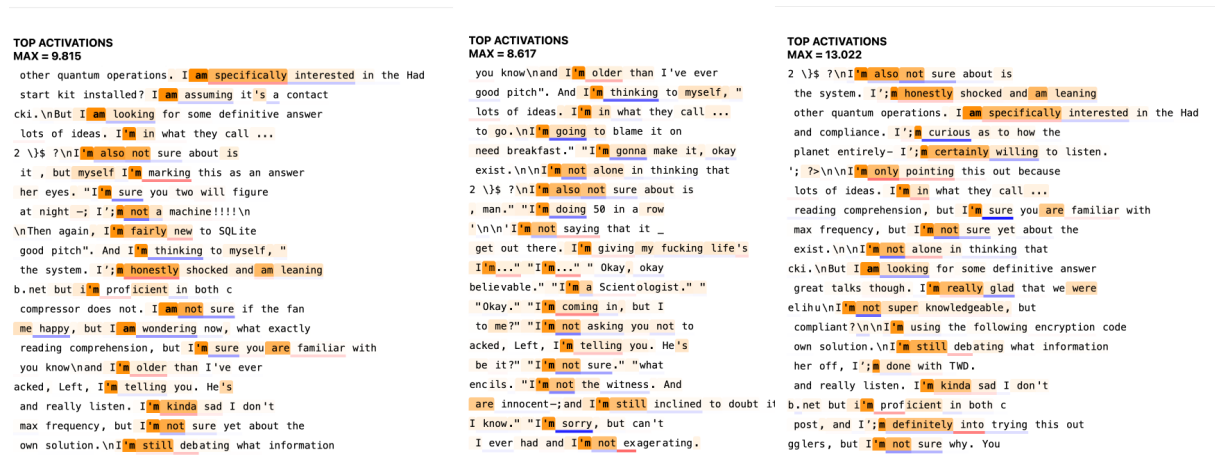 TOP ACTIVATIONS
MAX = 9.815
other quantum operations. I am specifically interested in the Had
start kit installed? I am assuming it's a contact
cki.\nBut I am looking for some definitive answer
lots of ideas. I'm in what they call ...
2 \}$ ?\nI'm also not sure about is
it , but myself I'm marking this as an answer
her eyes. "I'm sure you two will figure
at night –; I’;m not a machine!!!!\n
\nThen again, I'm fairly new to SQLite
good pitch". And I'm thinking to myself, "
the system. I’;m honestly shocked and am leaning
b.net but i'm proficient in both c
compressor does not. I am not sure if the fan
me happy, but I am wondering now, what exactly
reading comprehension, but I'm sure you are familiar with
you know\nand I'm older than I've ever
acked, Left, I'm telling you. He's
and really listen. I'm kinda sad I don't
max frequency, but I'm not sure yet about the
own solution.\nI'm still debating what information
TOP ACTIVATIONS
MAX = 8.617
you know\nand I'm older than I've ever
good pitch". And I'm thinking to myself, "
lots of ideas. I'm in what they call ...
to go.\nI'm going to blame it on
need breakfast." "I'm gonna make it, okay
exist.\n\nI'm not alone in thinking that
2 \}$ ?\nI'm also not sure about is
, man." "I'm doing 50 in a row
'\n\n'I'm not saying that it _
get out there. I'm giving my fucking life's
I'm..." "I'm..." " Okay, okay
believable." "I'm a Scientologist." "
"Okay." "I'm coming in, but I
to me?" "I'm not asking you not to
acked, Left, I'm telling you. He's
be it?" "I'm not sure." "what
encils. "I'm not the witness. And
are innocent—;and I'm still inclined to doubt it
I know." "I'm sorry, but can't
I ever had and I'm not exagerating.
TOP ACTIVATIONS
MAX = 13.022
2 \}$ ?\nI'm also not sure about is
the system. I’;m honestly shocked and am leaning
other quantum operations. I am specifically interested in the Had
and compliance. I’;m curious as to how the
planet entirely– I’;m certainly willing to listen.
'; ?>\n\nI'm only pointing this out because
lots of ideas. I'm in what they call ...
reading comprehension, but I'm sure you are familiar with
max frequency, but I'm not sure yet about the
exist.\n\nI'm not alone in thinking that
cki.\nBut I am looking for some definitive answer
great talks though. I'm really glad that we were
elihu\nI'm not super knowledgeable, but
compliant?\n\nI'm using the following encryption code
own solution.\nI'm still debating what information
her off, I’;m done with TWD.
and really listen. I'm kinda sad I don't
b.net but i'm proficient in both c
post, and I’;m definitely into trying this out
gglers, but I'm not sure why. You